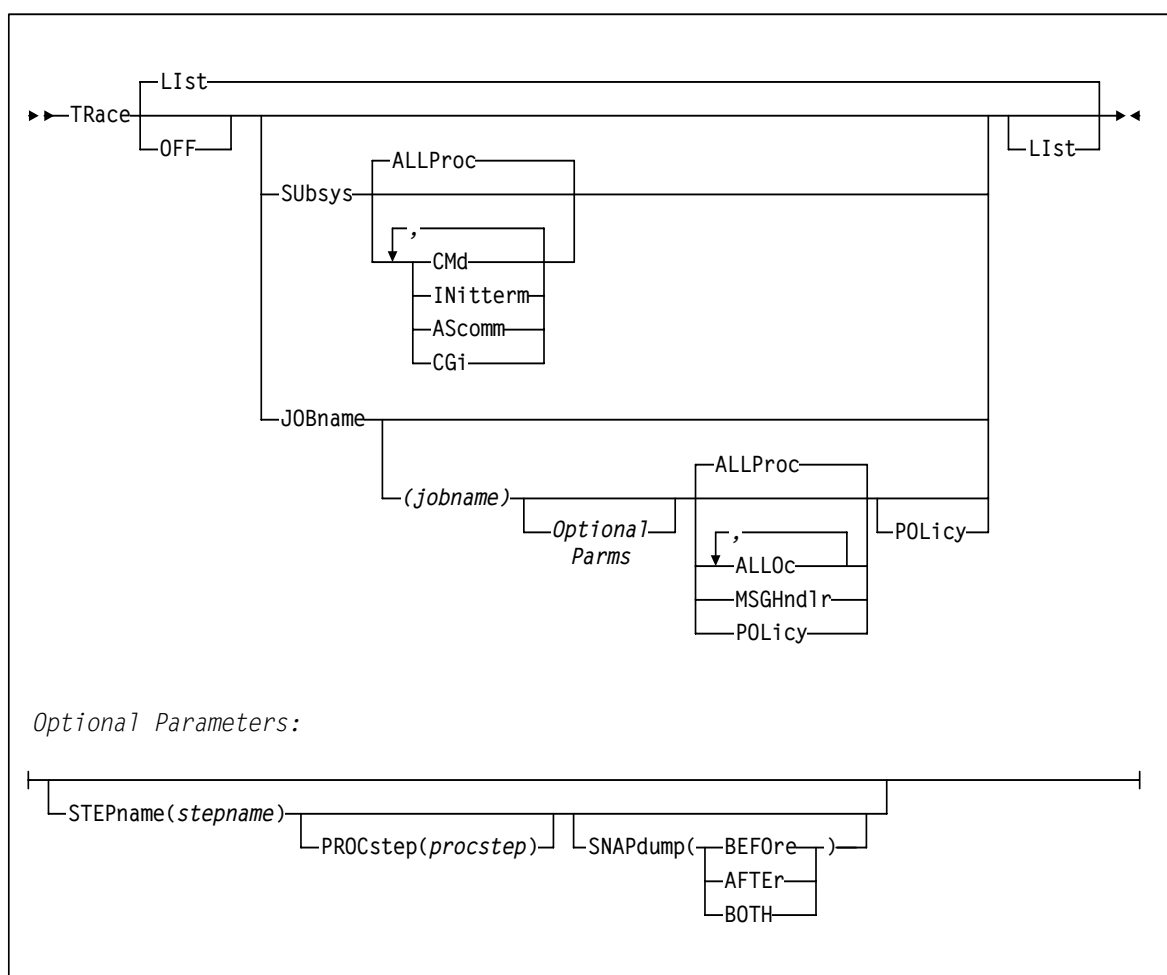 LIst
TRace
OFF
LIst
ALLProc
SUbsys
,
CMd
INitterm
AScomm
CGi
JOBname
ALLProc
(jobname)
Optional
Parms
POLicy
,
ALLOc
MSGHndlr
POLicy
Optional Parameters:
STEPname(stepname)
PROCstep(procstep)
SNAPdump( BEFOre )
AFTEr
BOTH